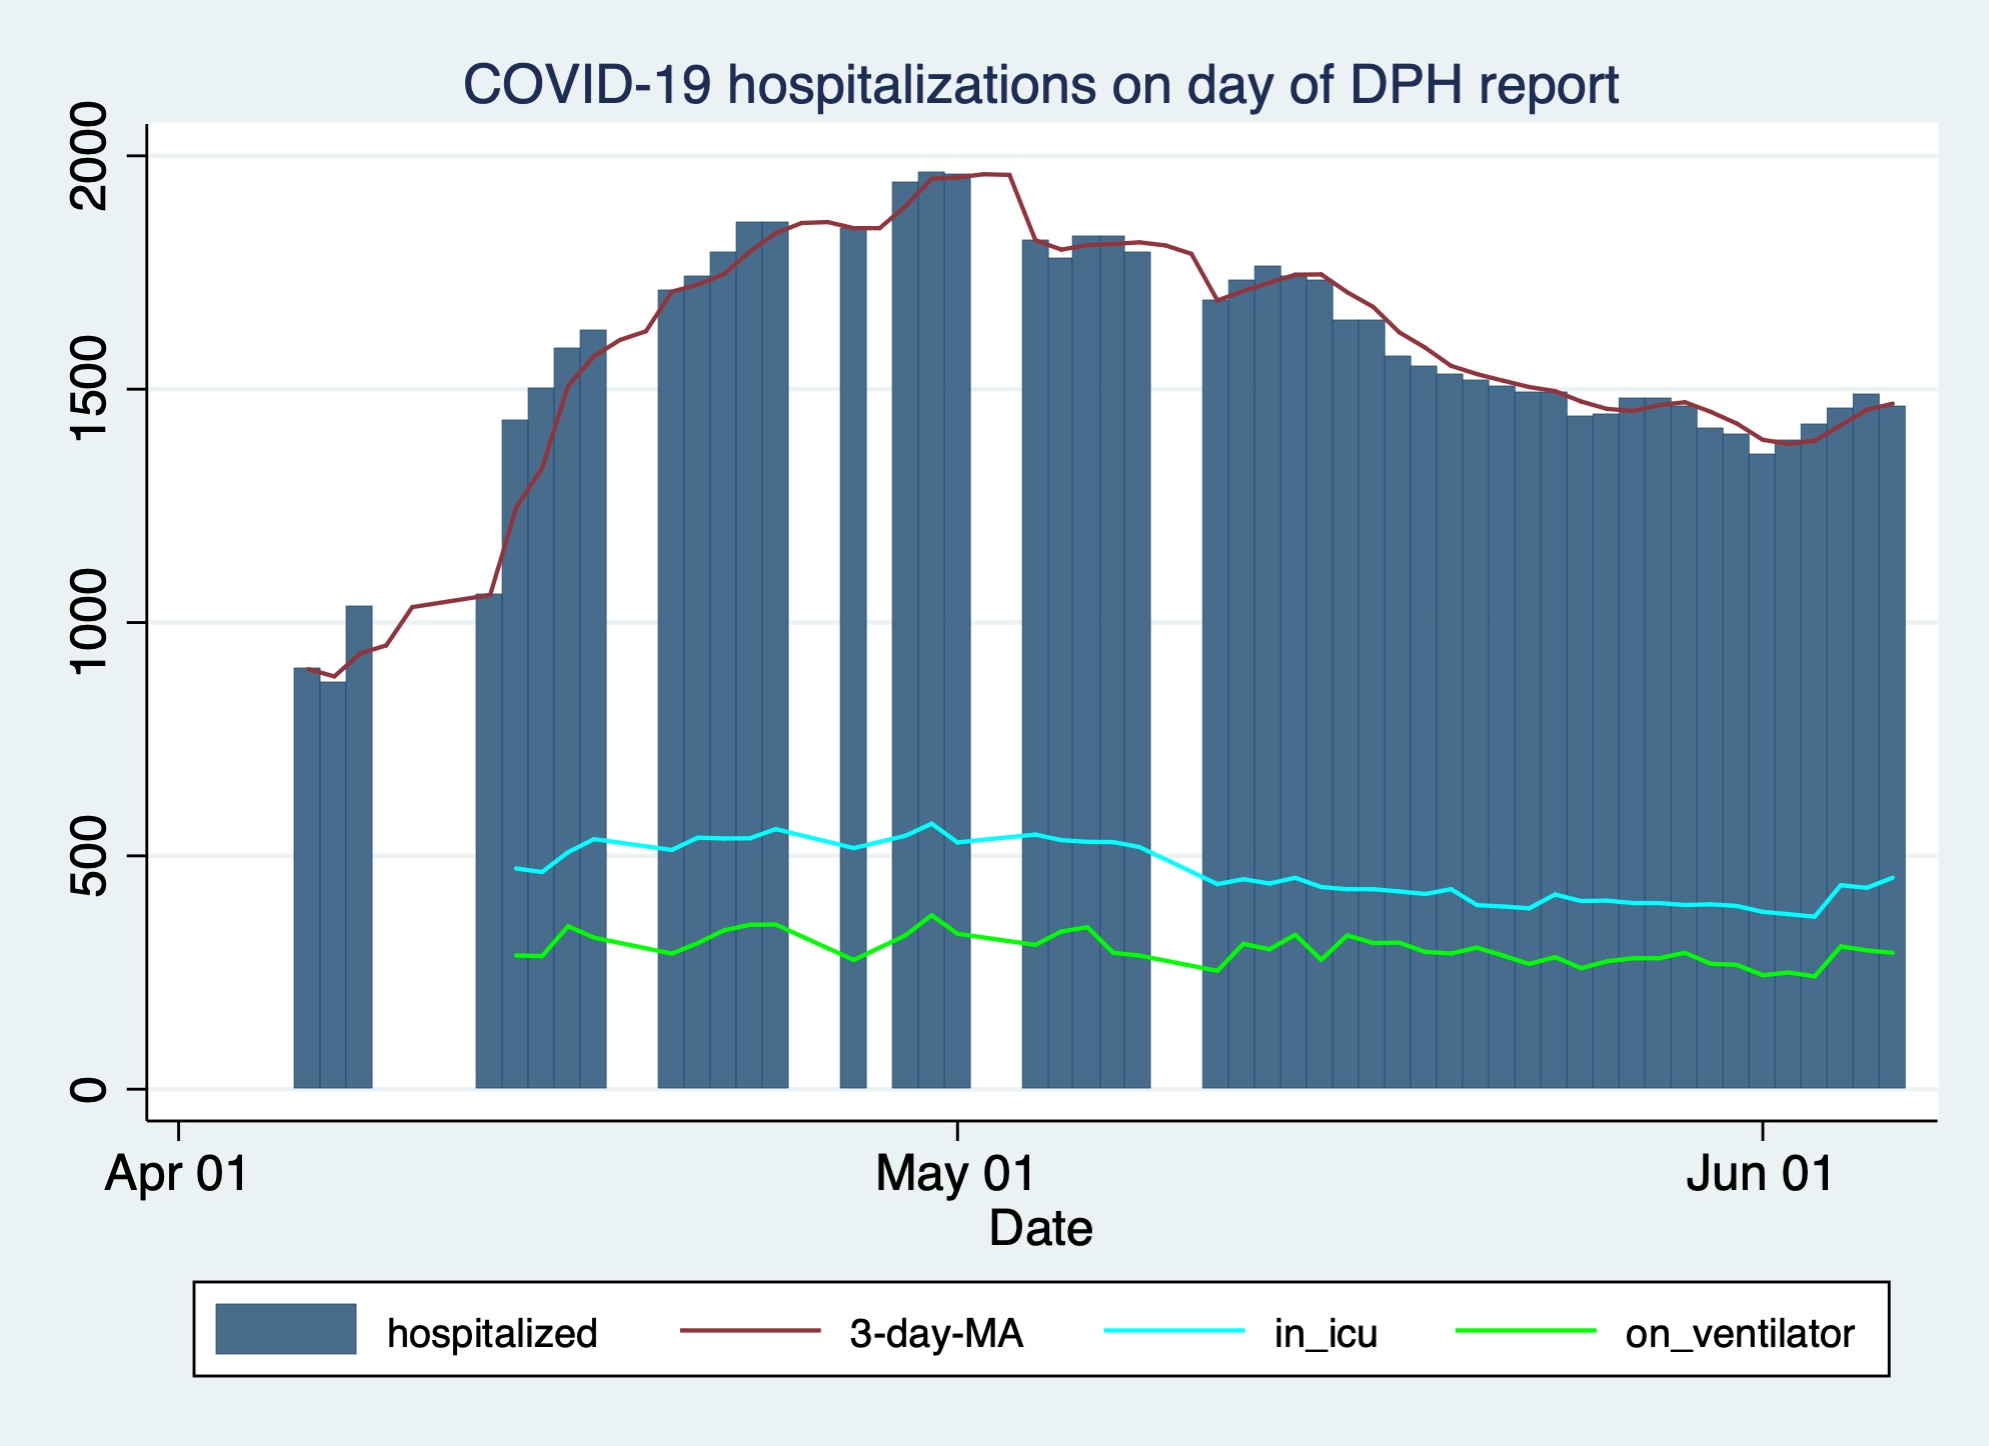 COVID-19 hospitalizations on day of DPH report
2000
1500
1000
500
0
Apr 01 May 01 Jun 01
Date
hospitalized 3-day-MA in_icu on_ventilator